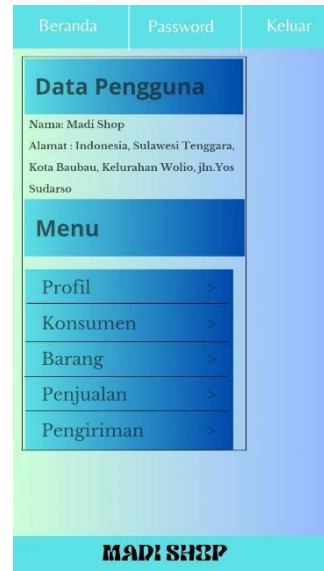 Beranda Password Keluar
Data Pengguna
Nama: Madi Shop
Alamat : Indonesia, Sulawesi Tenggara,
Kota Baubau, Kelurahan Wolio, jln.Yos
Sudarso
Menu
Profil >
Konsumen >
Barang >
Penjualan >
Pengiriman >
MADI SHOP